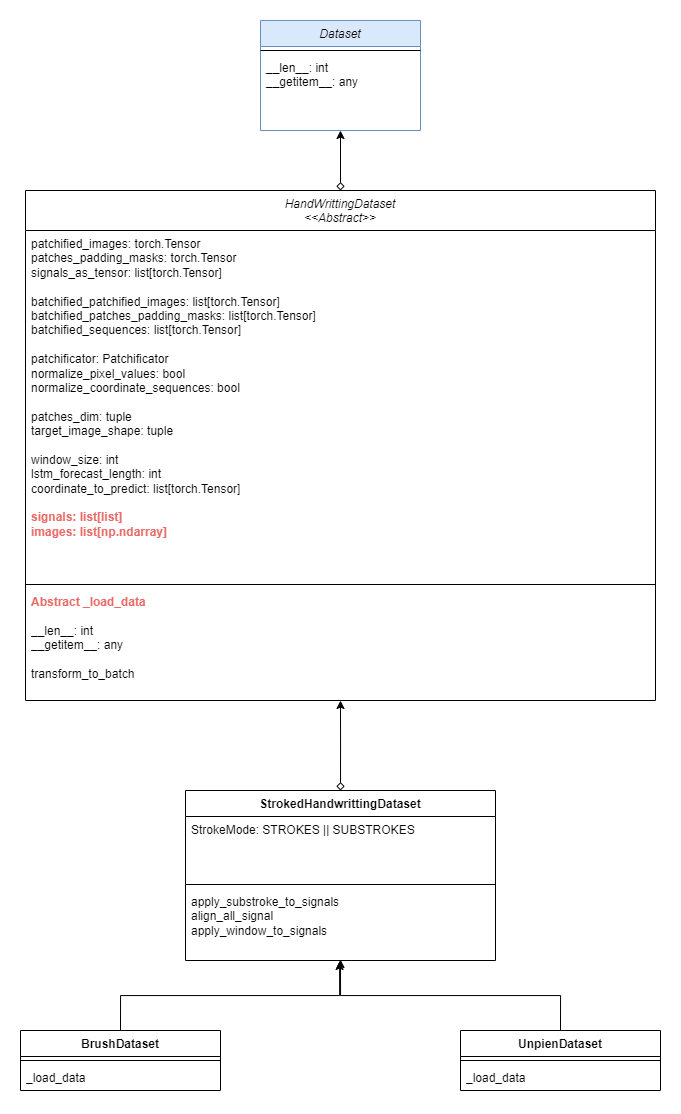 Dataset
__len__: int
__getitem__: any
HandWrittingDataset
<<Abstract>>
patchified_images: torch.Tensor
patches_padding_masks: torch.Tensor
signals_as_tensor: list[torch.Tensor]
batchified_patchified_images: list[torch.Tensor]
batchified_patches_padding_masks: list[torch.Tensor]
batchified_sequences: list[torch.Tensor]
patchificator: Patchificator
normalize_pixel_values: bool
normalize_coordinate_sequences: bool
patches_dim: tuple
target_image_shape: tuple
window_size: int
lstm_forecast_length: int
coordinate_to_predict: list[torch.Tensor]
signals: list[list]
images: list[np.ndarray]
Abstract _load_data
__len__: int
__getitem__: any
transform_to_batch
StrokedHandwrittingDataset
StrokeMode: STROKES || SUBSTROKES
apply_substroke_to_signals
align_all_signal
apply_window_to_signals
BrushDataset
_load_data
UnpienDataset
_load_data